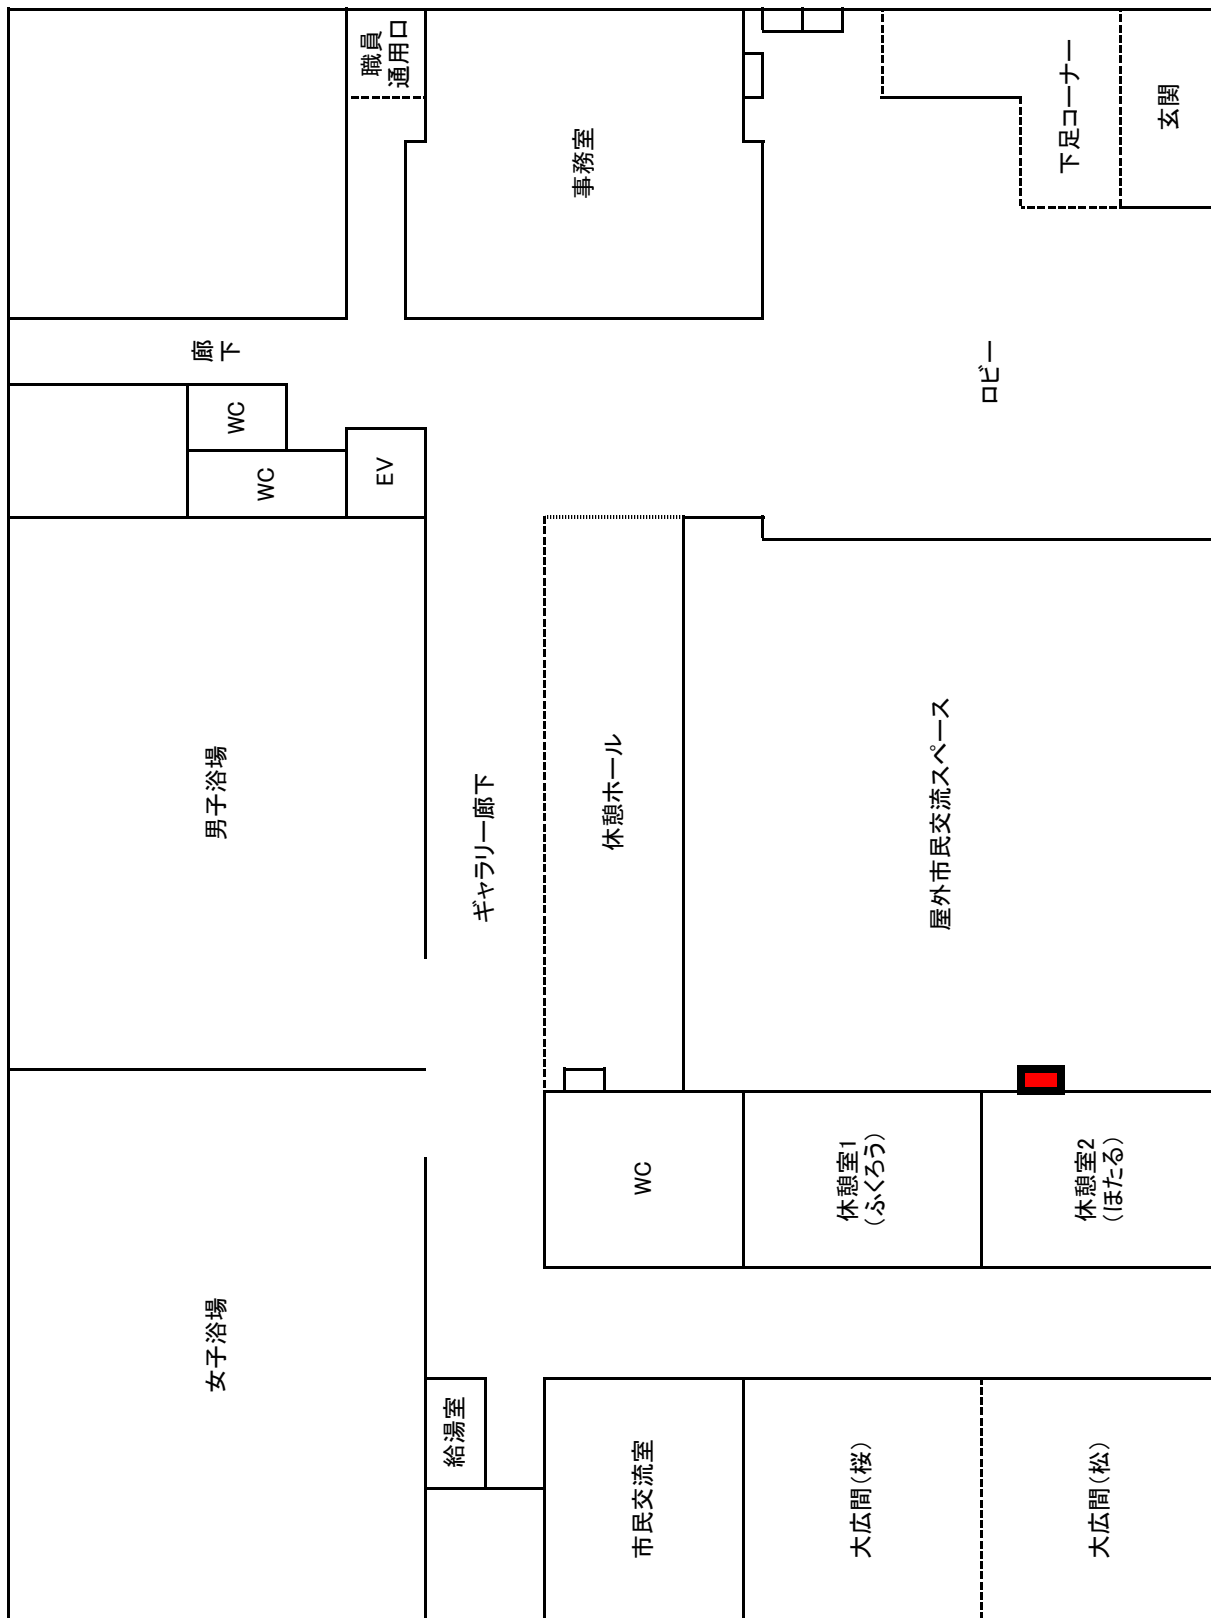 職員
通用口
事務室
下足コーナー
玄関
廊下
ロビー
WC
WC
EV
男子浴場
ギャラリー廊下
休憩ホール
屋外市民交流スペース
WC
休憩室1
（ふくろう）
休憩室2
（ほたる）
女子浴場
給湯室
市民交流室
大広間（桜）
大広間（松）